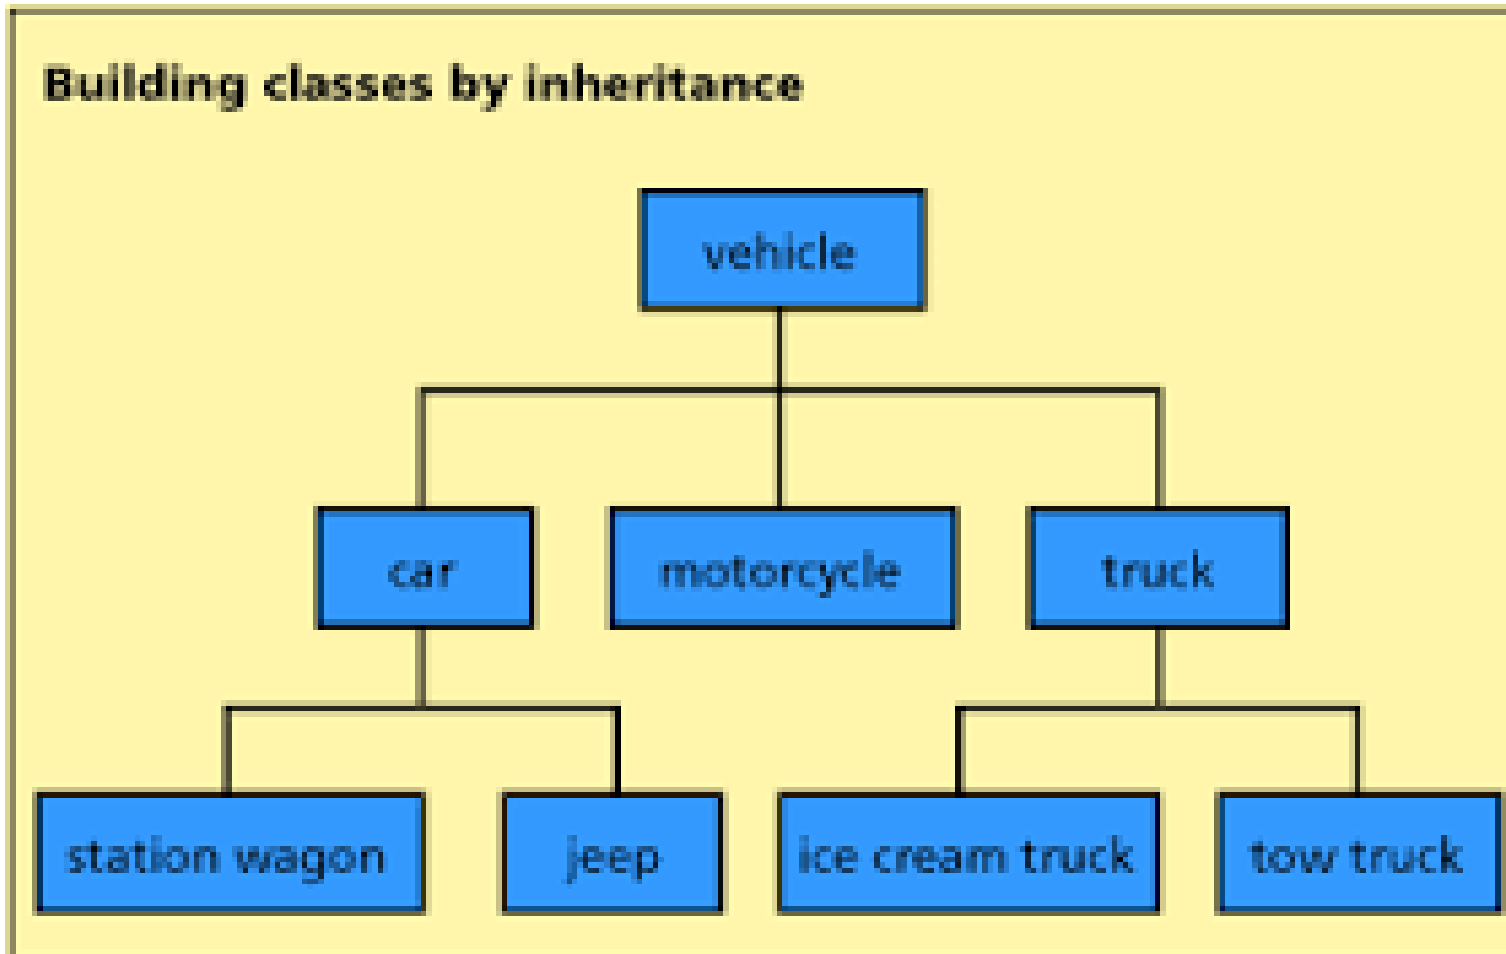 Building classes by inheritance
vehicle
car
motorcycle
truck
station wagon
jeep
ice cream truck
tow truck